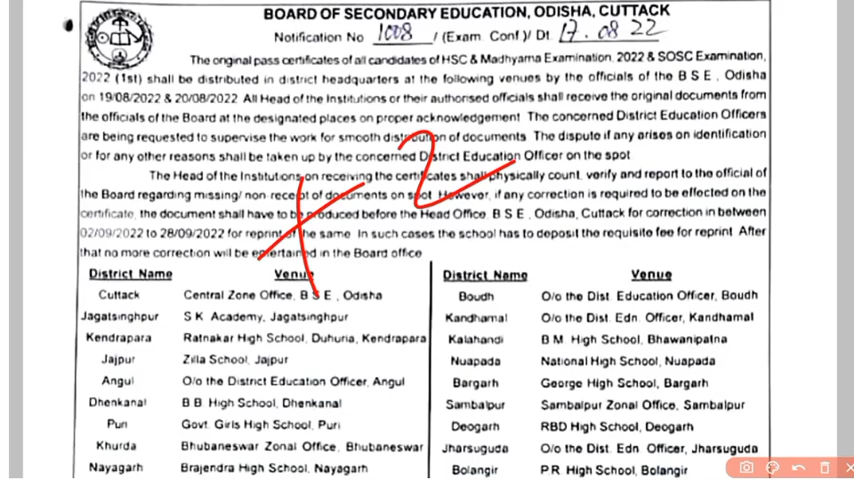 BOARD OF SECONDARY EDUCATION, ODISHA, CUTTACK
Notification No 1008 / (Exam. Conf) / Dt. 17.08.22
The original pass certificates of all candidates of HSC & Madhyama Examination, 2022 & SOSC Examination,
2022 (1st) shall be distributed in district headquarters at the following venues by the officials of the B S E, Odisha
on 19/08/2022 & 20/08/2022. All Head of the Institutions or their authorised officials shall receive the original documents from
the officials of the Board at the designated places on proper acknowledgement. The concerned District Education Officers
are being requested to supervise the work for smooth distribution of documents. The dispute if any arises on identification
or for any other reasons shall be taken up by the concerned District Education Officer on the spot.
The Head of the Institutions on receiving the certificates shall physically count, verify and report to the official of
the Board regarding missing/ non receipt of documents on spot. However, if any correction is required to be effected on the
certificate, the document shall have to be produced before the Head Office, B S E, Odisha, Cuttack for correction in between
02/09/2022 to 28/09/2022 for reprint of the same. In such cases the school has to deposit the requisite fee for reprint. After
that no more correction will be entertained in the Board office
District Name Venue District Name Venue
Cuttack Central Zone Office, B S E, Odisha Boudh O/o the Dist. Education Officer, Boudh
Jagatsinghpur S K Academy, Jagatsinghpur Kandhamal O/o the Dist. Edn. Officer, Kandhamal
Kendrapara Ratnakar High School, Duhuria, Kendrapara Kalahandi B M High School, Bhawanipatna
Jajpur Zilla School, Jajpur Nuapada National High School, Nuapada
Angul O/o the District Education Officer, Angul Bargarh George High School, Bargarh
Dhenkanal B B High School, Dhenkanal Sambalpur Sambalpur Zonal Office, Sambalpur
Puri Govt. Girls High School, Puri Deogarh RBD High School, Deogarh
Khurda Bhubaneswar Zonal Office, Bhubaneswar Jharsuguda O/o the Dist. Edn Officer, Jharsuguda
Nayagarh Brajendra High School, Nayagarh Bolangir P R High School, Bolangir